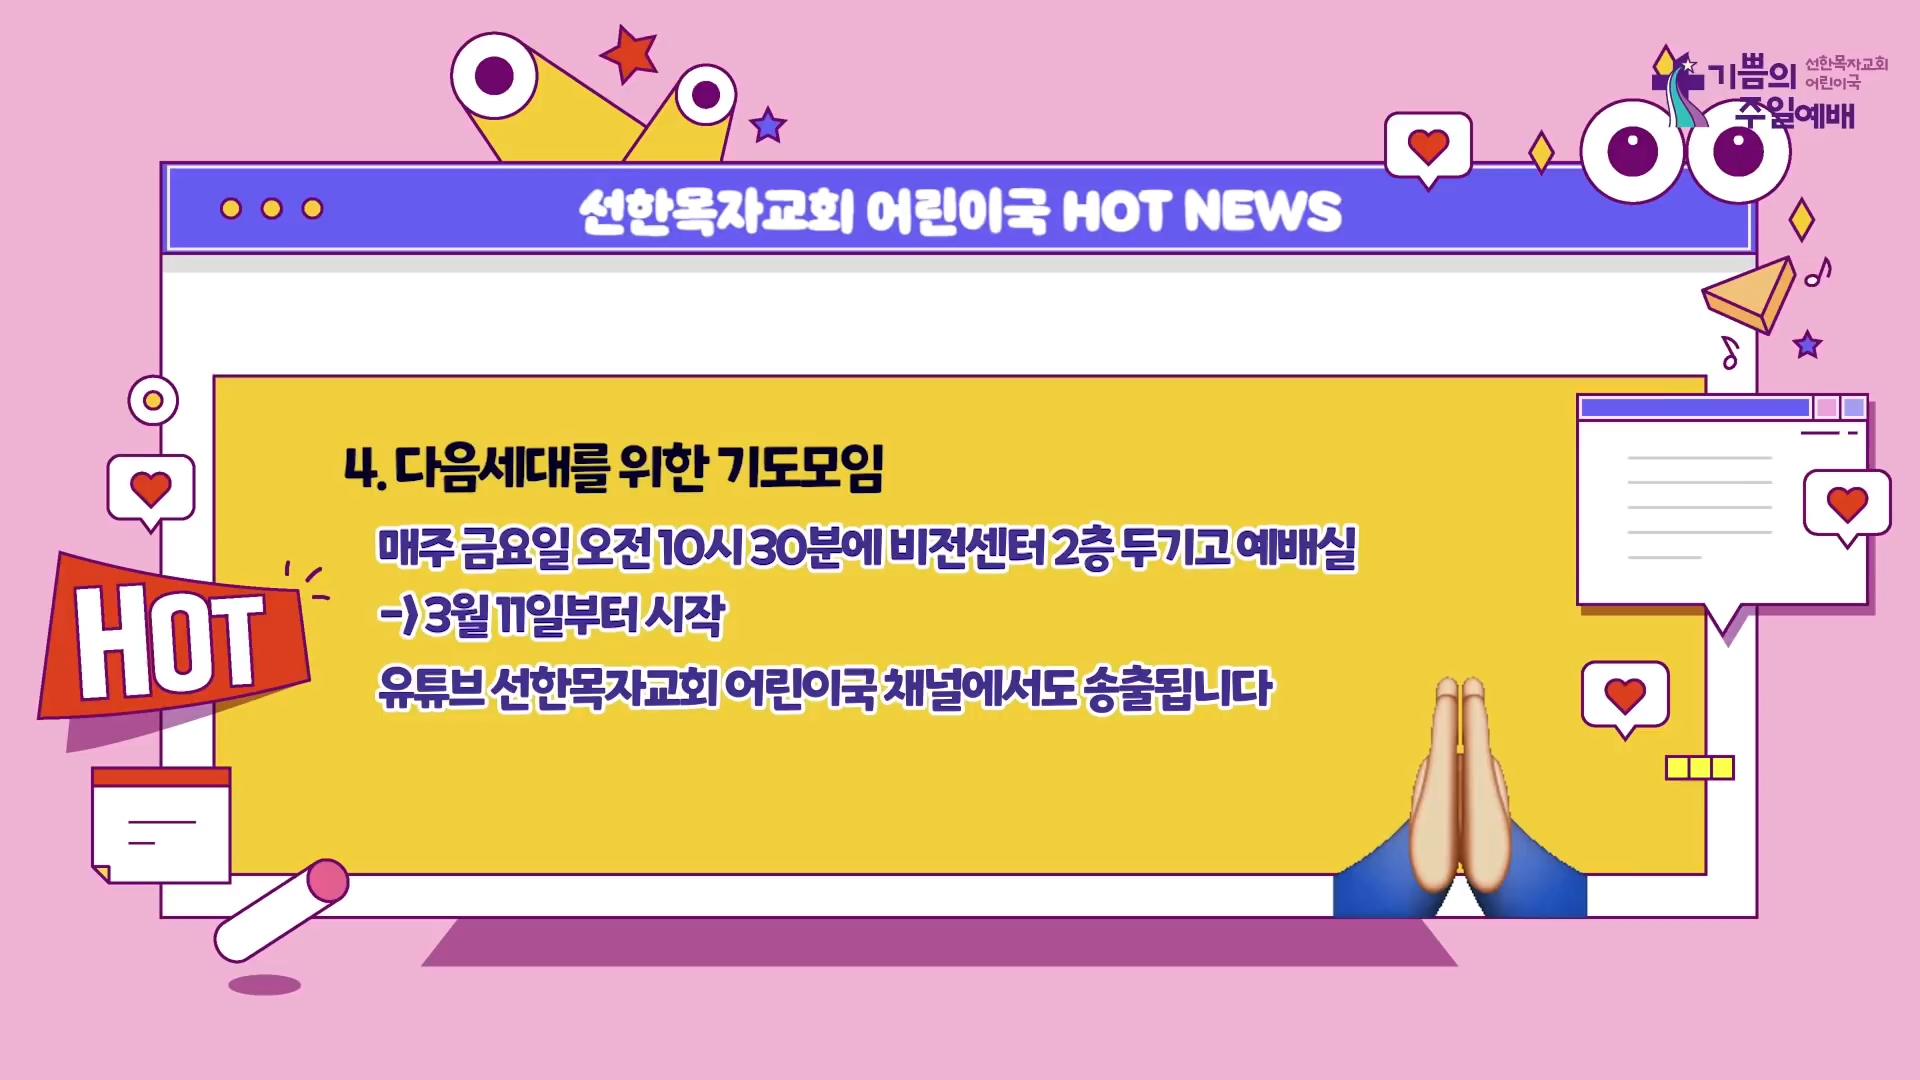 기쁨의
주일예배
선한목자교회
어린이국
선한목자교회 어린이국 HOT NEWS
4. 다음세대를 위한 기도모임
매주 금요일 오전 10시 30분에 비전센터 2층 두기고 예배실
-> 3월 11일부터 시작
유튜브 선한목자교회 어린이국 채널에서도 송출됩니다
HOT